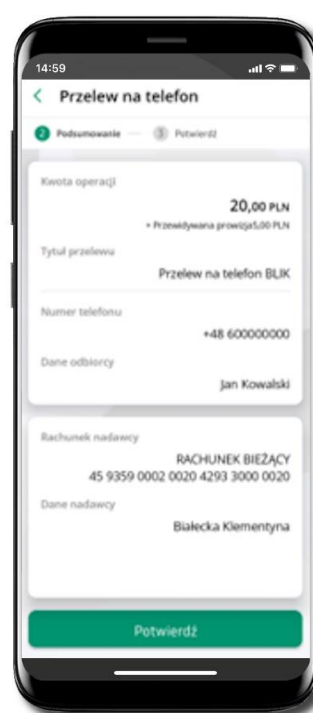 14:59
Przelew na telefon
2 Podsumowanie
3 Potwierdź
Kwota operacji
20,00 PLN
+ Przewidywana prowizja5,00 PLN
Tytuł przelewu
Przelew na telefon BLIK
Numer telefonu
+48 600000000
Dane odbiorcy
Jan Kowalski
Rachunek nadawcy
RACHUNEK BIEŻĄCY
45 9359 0002 0020 4293 3000 0020
Dane nadawcy
Białecka Klementyna
Potwierdź